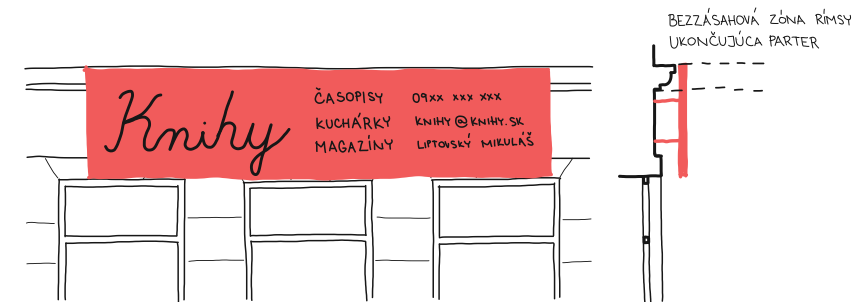 BEZZÁSAHOVÁ ZÓNA RÍMSY
UKONČUJÚCA PARTER
Knihy
ČASOPISY
KUCHÁRKY
MAGAZÍNY
09xx xxx xxx
KNIHY@KNIHY.SK
LIPTOVSKÝ MIKULÁŠ